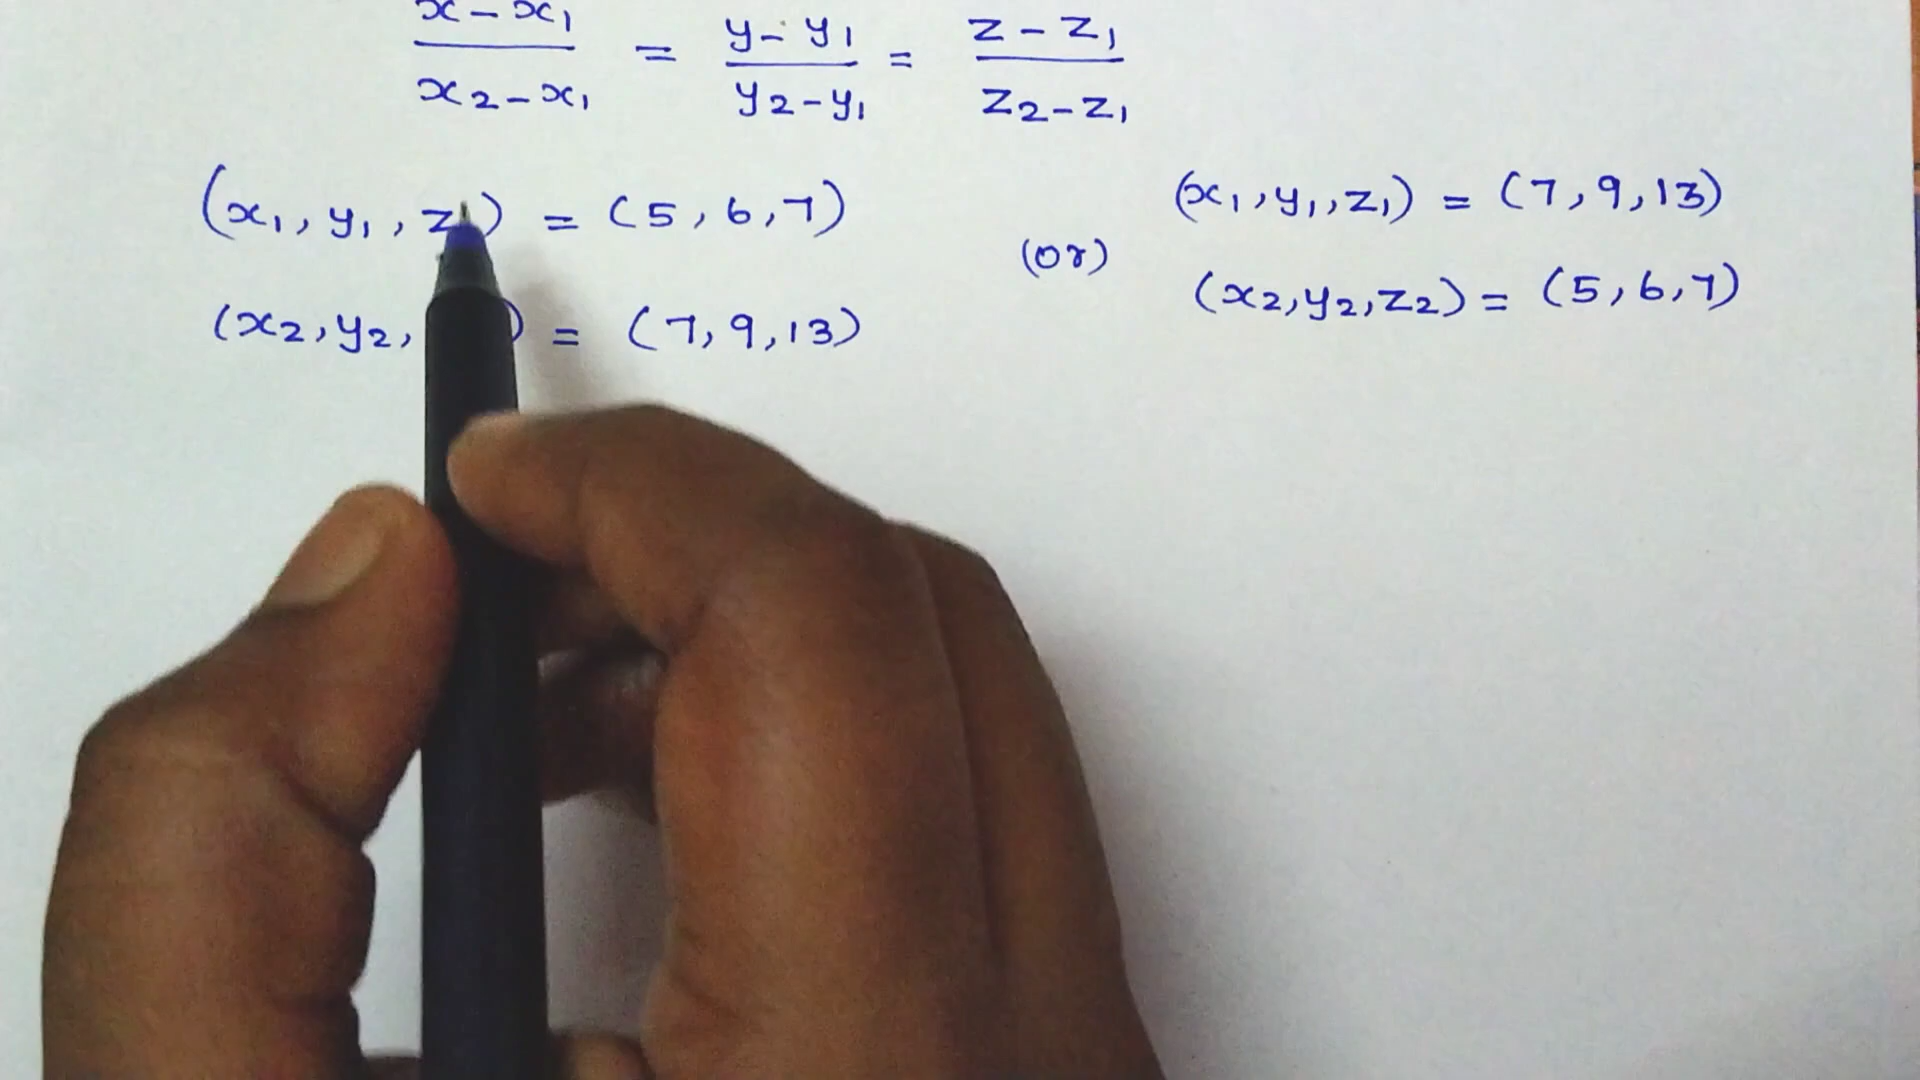 x - x1 / x2 - x1 = y - y1 / y2 - y1 = z - z1 / z2 - z1
(x1, y1, z1) = (5, 6, 7)
(x2, y2, ) = (7, 9, 13)
(or)
(x1, y1, z1) = (7, 9, 13)
(x2, y2, z2) = (5, 6, 7)